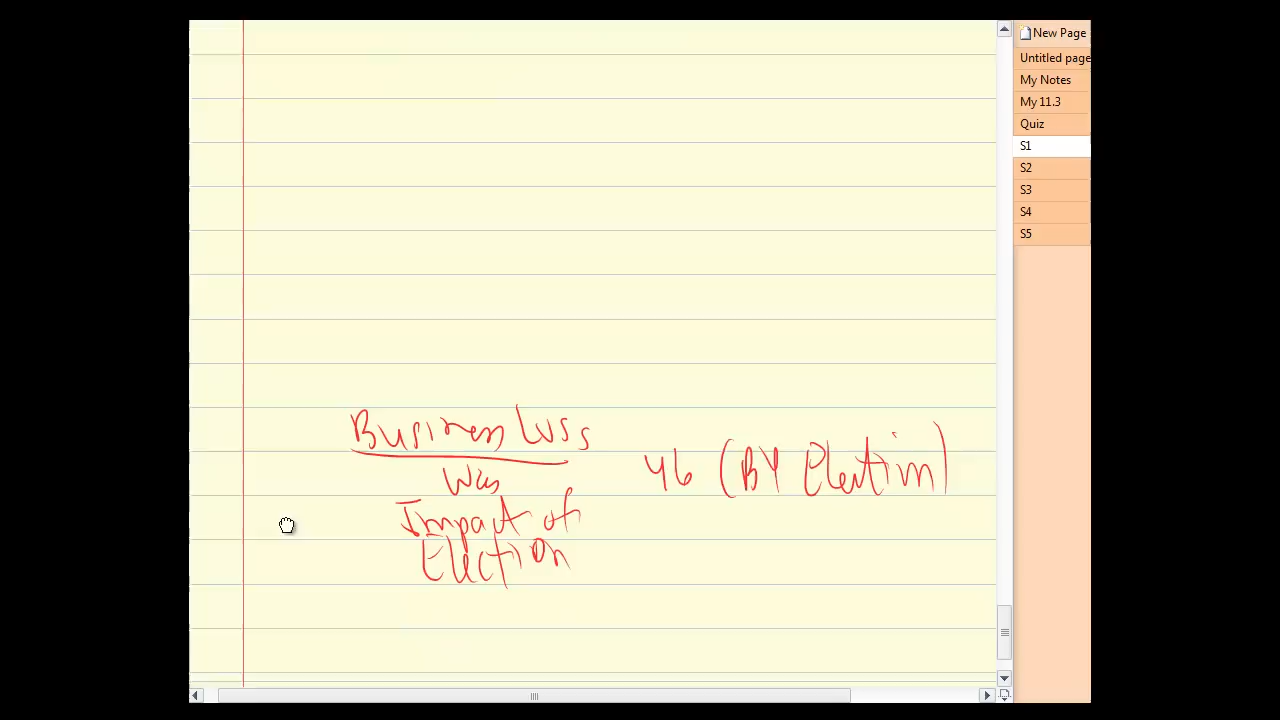 New Page
Untitled page
My Notes
My 11.3
Quiz
S1
S2
S3
S4
S5
Business Loss
Was
Impact of
Election
46 (BY Election)